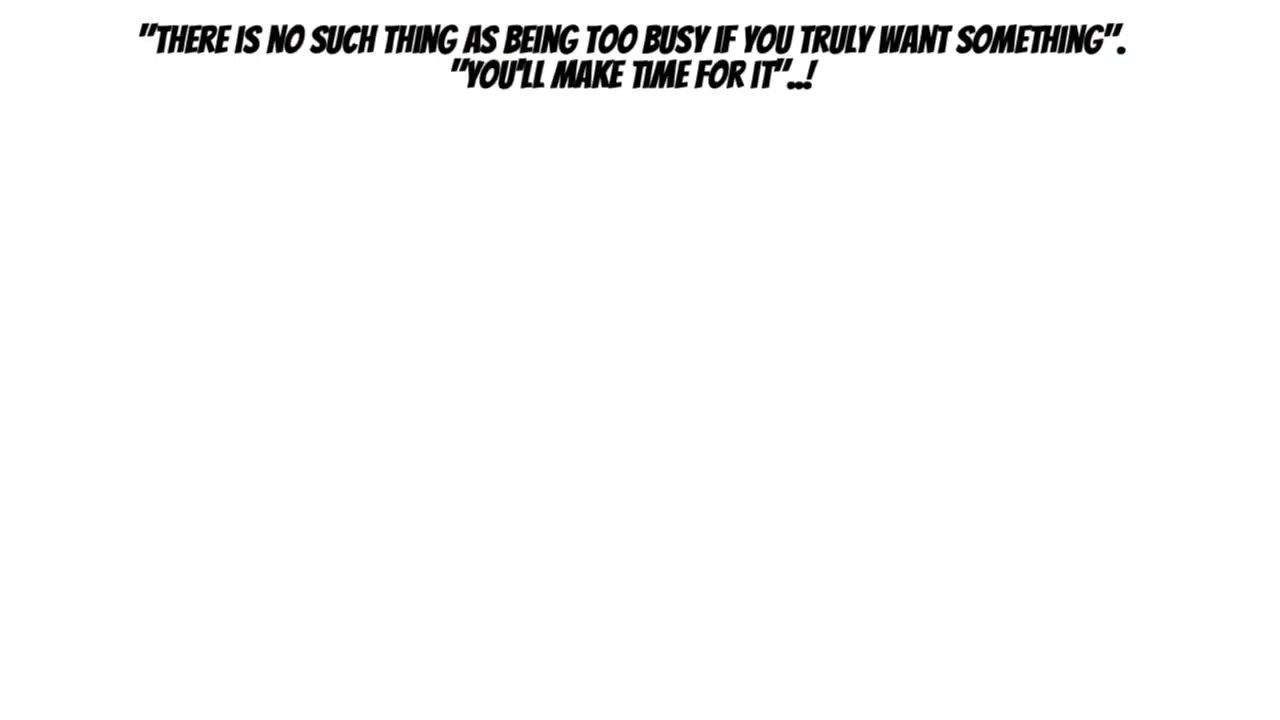 "THERE IS NO SUCH THING AS BEING TOO BUSY IF YOU TRULY WANT SOMETHING".
"YOU'LL MAKE TIME FOR IT"...!